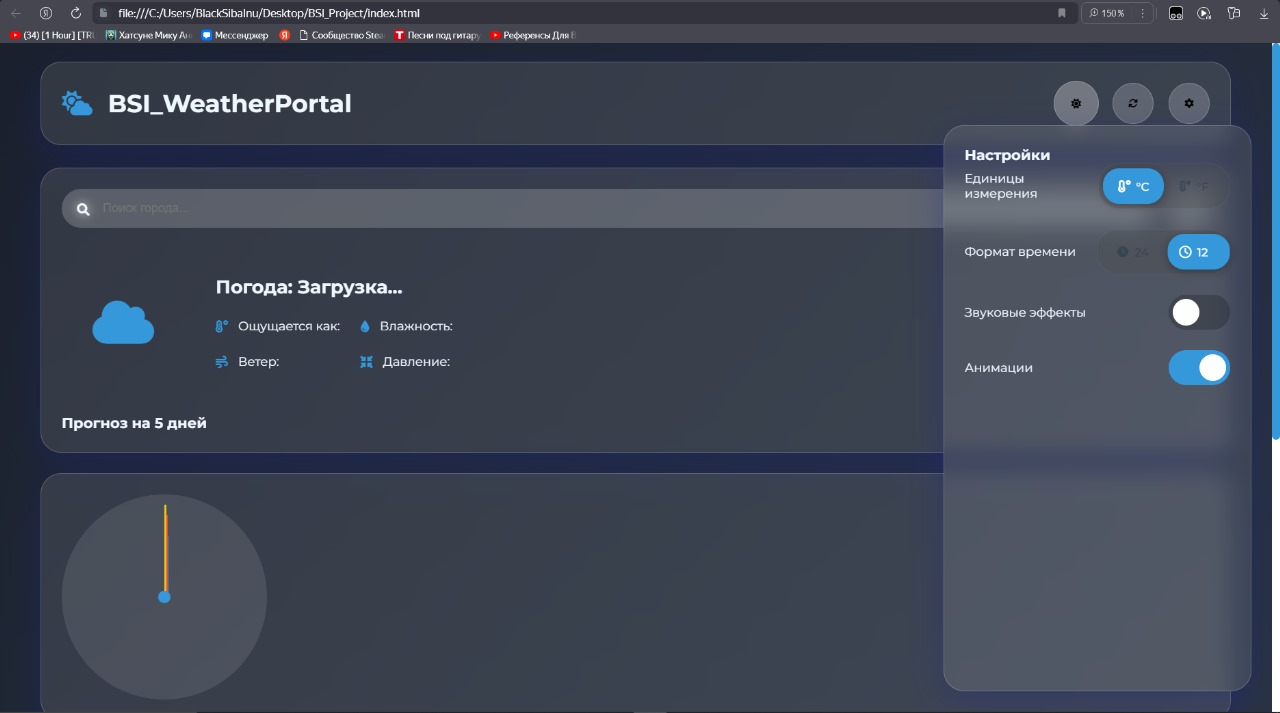 file:///C:/Users/BlackSibalnu/Desktop/BSI_Project/index.html
150 %
(34) [1 Hour] [TRU
Хатсуне Мику Ан
Мессенджер
Сообщество Stea
Песни под гитару
Референсы Для В
BSI_WeatherPortal
Настройки
Единицы
измерения
°C
°F
Поиск города...
Формат времени
24
12
Погода: Загрузка...
Ощущается как:
Влажность:
Звуковые эффекты
Ветер:
Давление:
Анимации
Прогноз на 5 дней